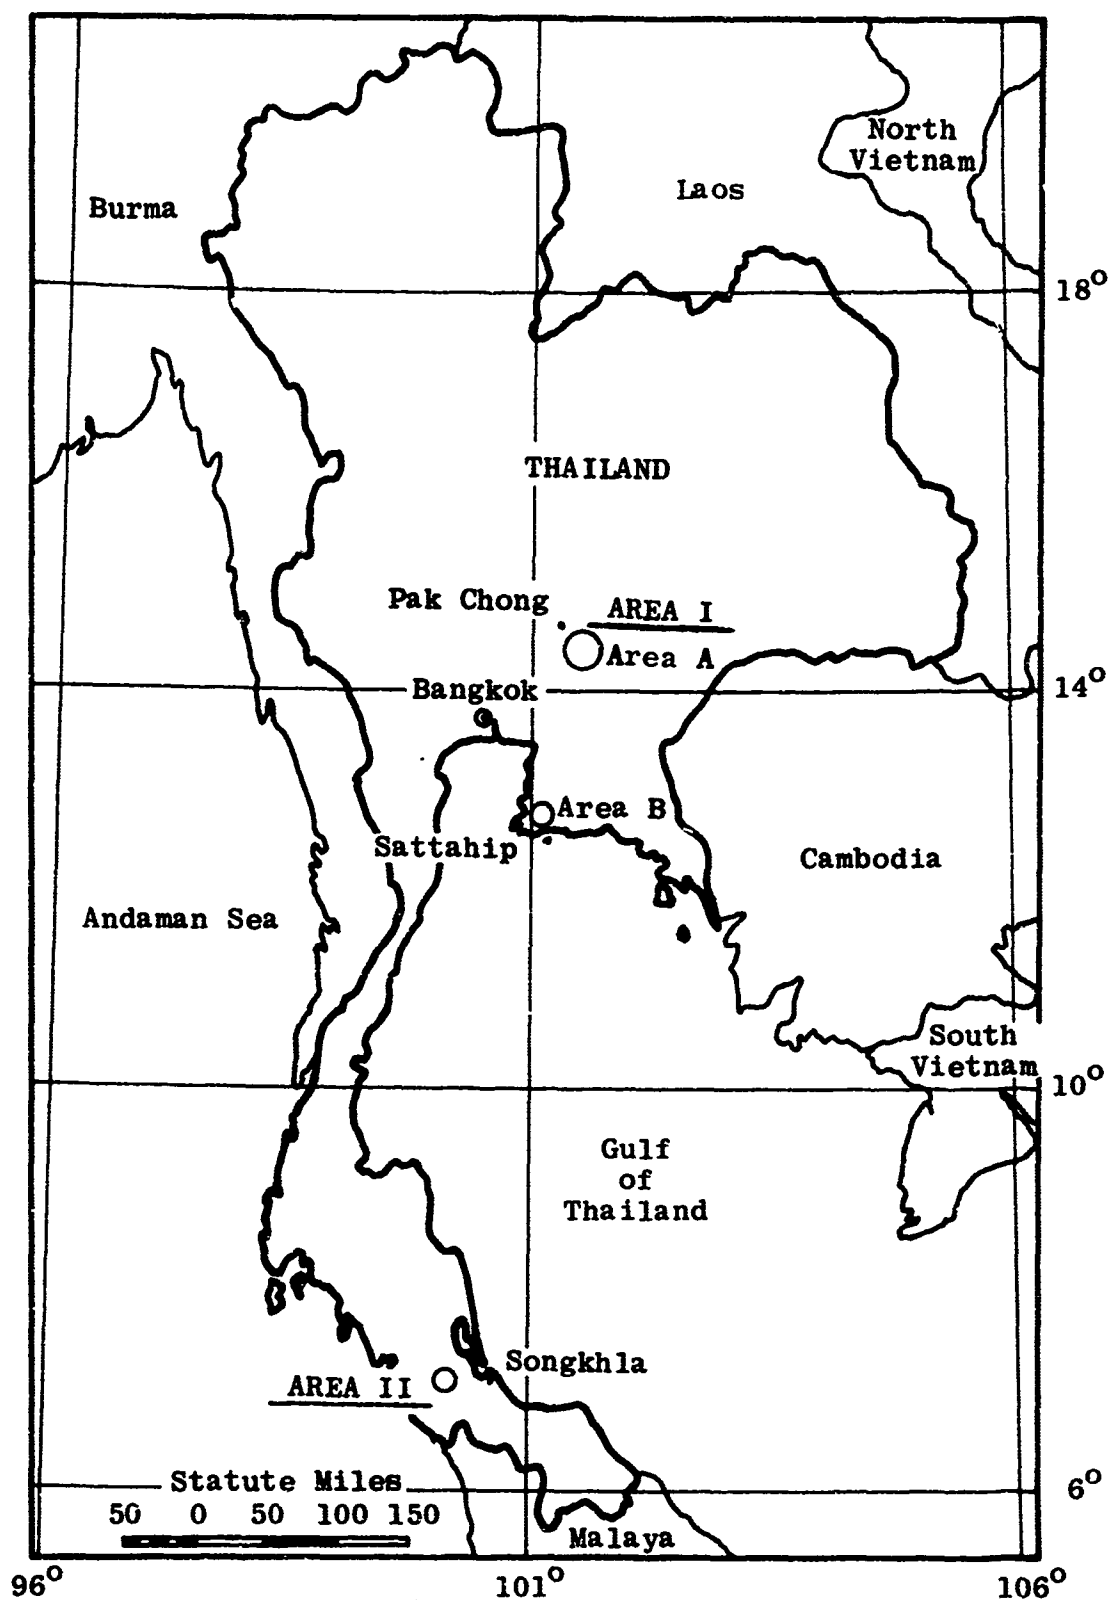 North
Vietnam
Laos
Burma
18°
THAILAND
Pak Chong
AREA I
Area A
Bangkok
14°
Area B
Sattahip
Cambodia
Andaman Sea
South
Vietnam
10°
Gulf
of
Thailand
Songkhla
AREA II
Statute Miles
6°
50 0 50 100 150
Malaya
96° 101° 106°